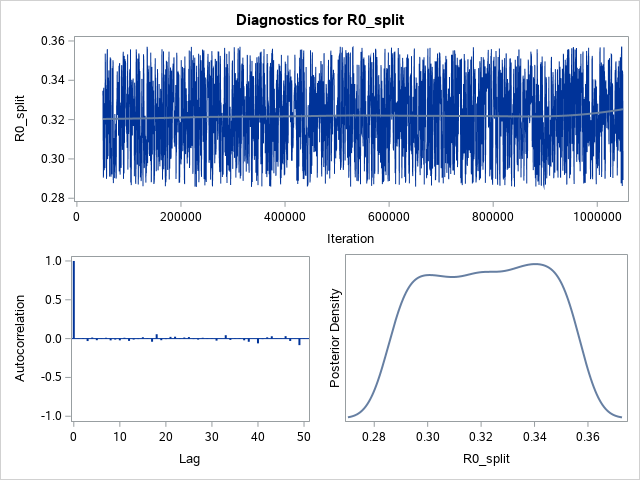 Diagnostics for R0_split
0.36
0.34
0.32
0.30
0.28
R0_split
0 200000 400000 600000 800000 1000000
Iteration
1.0
0.5
0.0
-0.5
-1.0
Autocorrelation
0 10 20 30 40 50
Lag
Posterior Density
0.28 0.30 0.32 0.34 0.36
R0_split